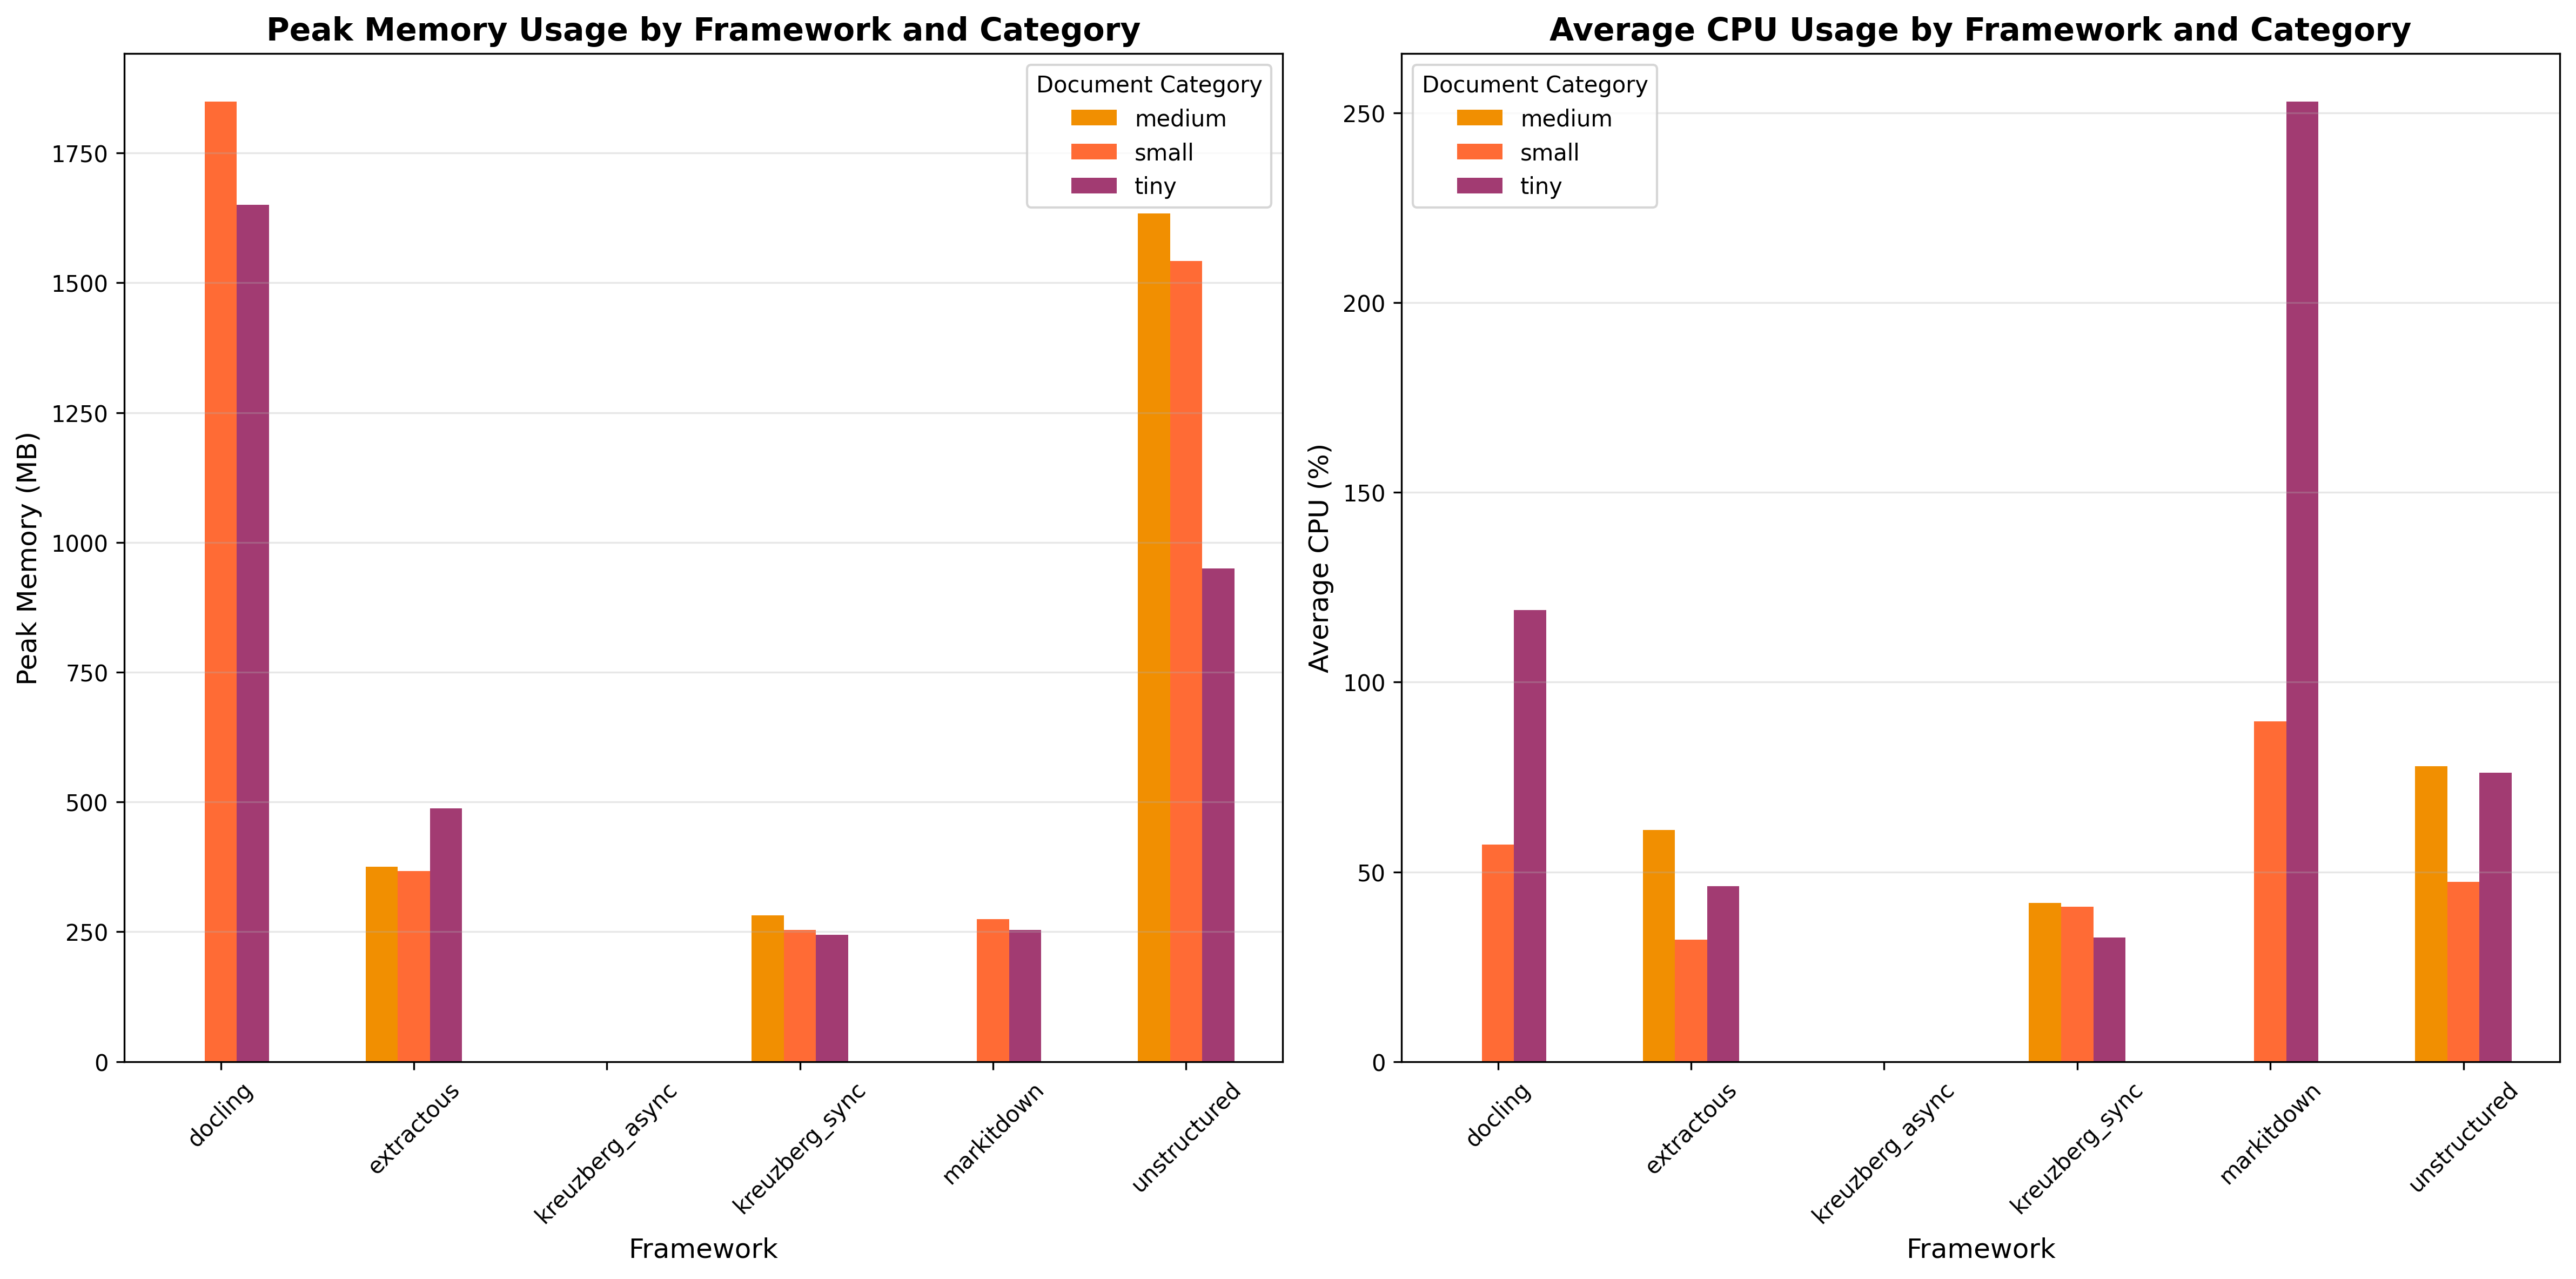 Peak Memory Usage by Framework and Category
Peak Memory (MB)
1750
1500
1250
1000
750
500
250
0
Document Category
medium
small
tiny
docling
extractous
kreuzberg_async
kreuzberg_sync
markitdown
unstructured
Framework
Average CPU Usage by Framework and Category
Average CPU (%)
250
200
150
100
50
0
Document Category
medium
small
tiny
docling
extractous
kreuzberg_async
kreuzberg_sync
markitdown
unstructured
Framework